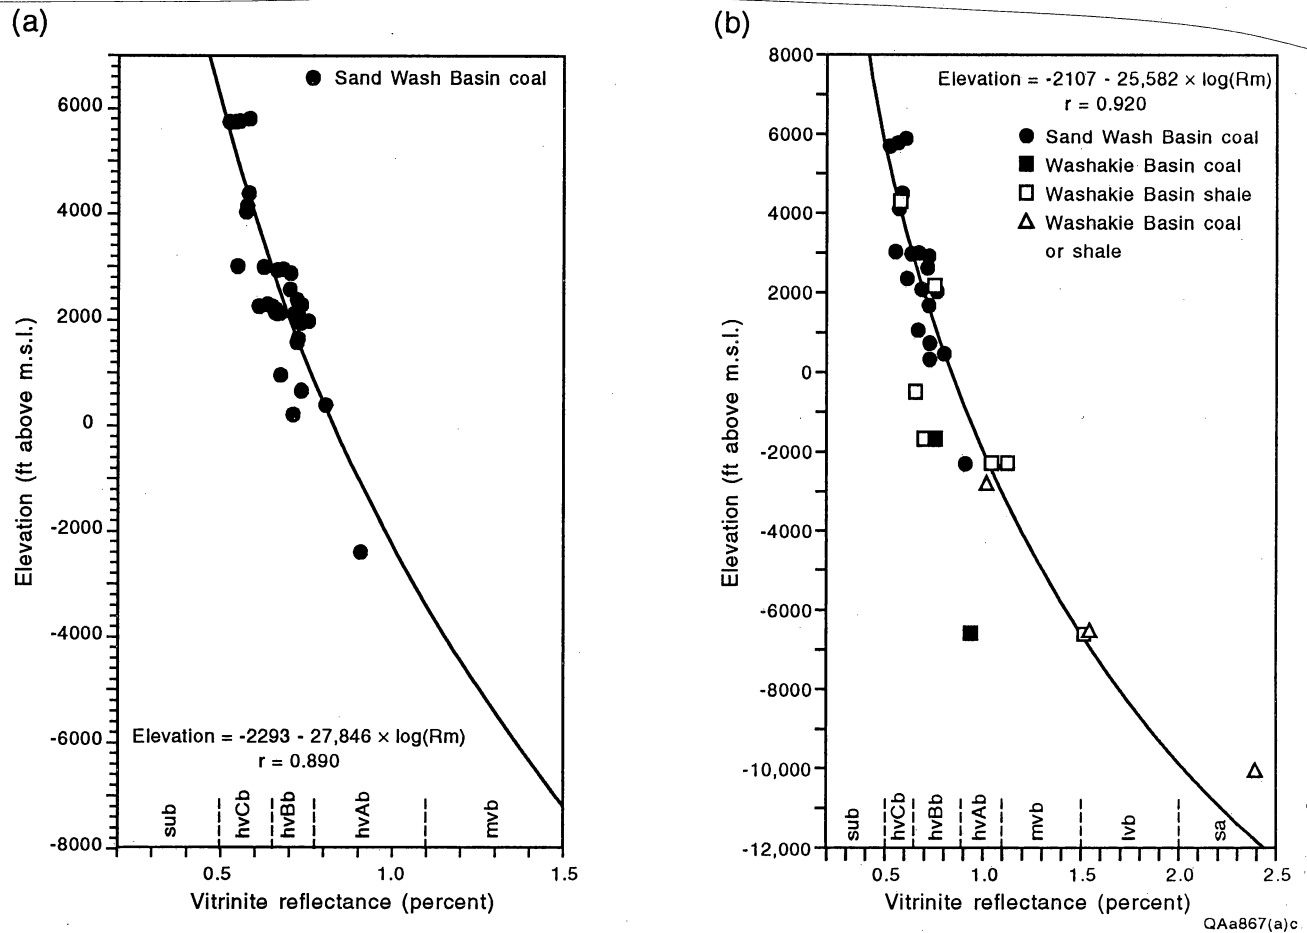 (a)
Sand Wash Basin coal
6000
4000
2000
0
-2000
-4000
-6000
-8000
Elevation (ft above m.s.l.)
Elevation = -2293 - 27,846 × log(Rm)
r = 0.890
sub
hvCb
hvBb
hvAb
mvb
0.5
1.0
1.5
Vitrinite reflectance (percent)
(b)
Elevation = -2107 - 25,582 × log(Rm)
r = 0.920
Sand Wash Basin coal
Washakie Basin coal
Washakie Basin shale
Washakie Basin coal
or shale
8000
6000
4000
2000
0
-2000
-4000
-6000
-8000
-10,000
-12,000
Elevation (ft above m.s.l.)
sub
hvCb
hvBb
hvAb
mvb
lvb
sa
0.5
1.0
1.5
2.0
2.5
Vitrinite reflectance (percent)
QAa867(a)c